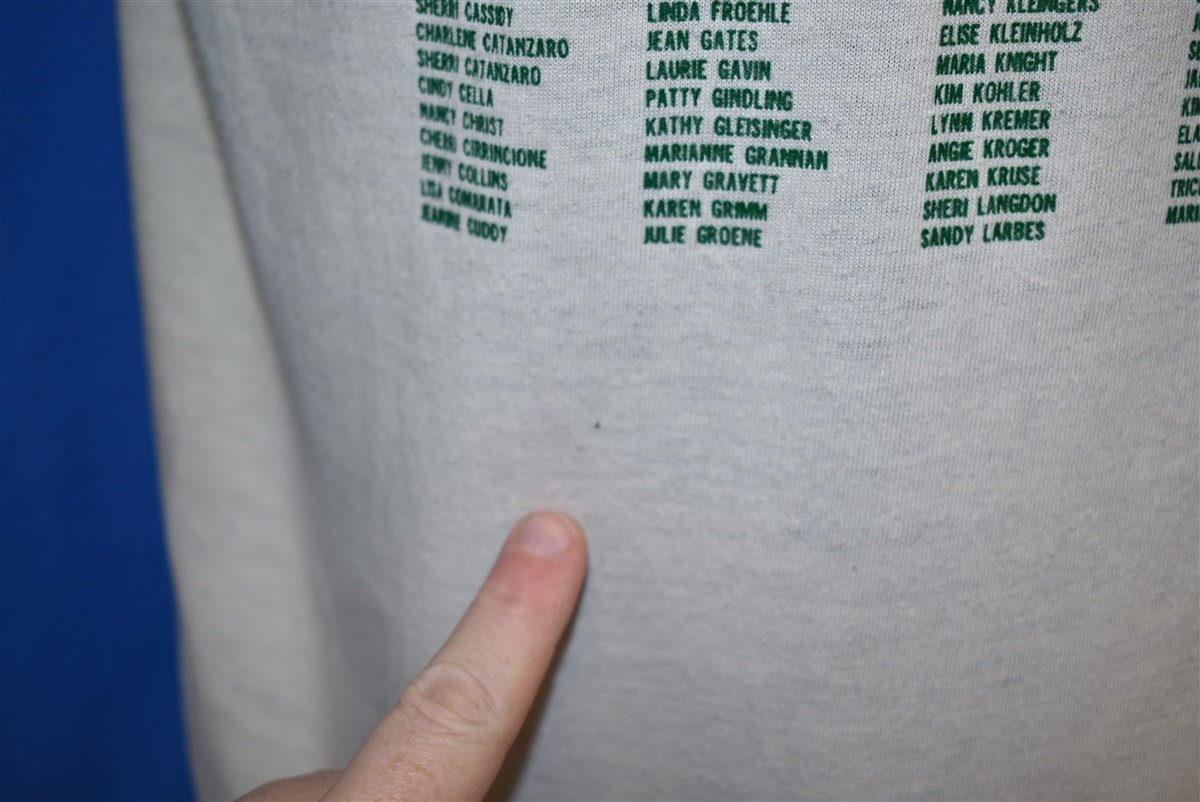 SHERRI CASSIDY
CHARLENE CATANZARO
SHERRI CATANZARO
CINDY CELLA
NANCY CHRIST
CHERI CIRRINCIONE
JENNY COLLINS
LISA COMARATA
JEANNE CUDDY
LINDA FROEHLE
JEAN GATES
LAURIE GAVIN
PATTY GINDLING
KATHY GLEISINGER
MARIANNE GRANNAN
MARY GRAVETT
KAREN GRIMM
JULIE GROENE
NANCY KLEINGERS
ELISE KLEINHOLZ
MARIA KNIGHT
KIM KOHLER
LYNN KREMER
ANGIE KROGER
KAREN KRUSE
SHERI LANGDON
SANDY LARBES